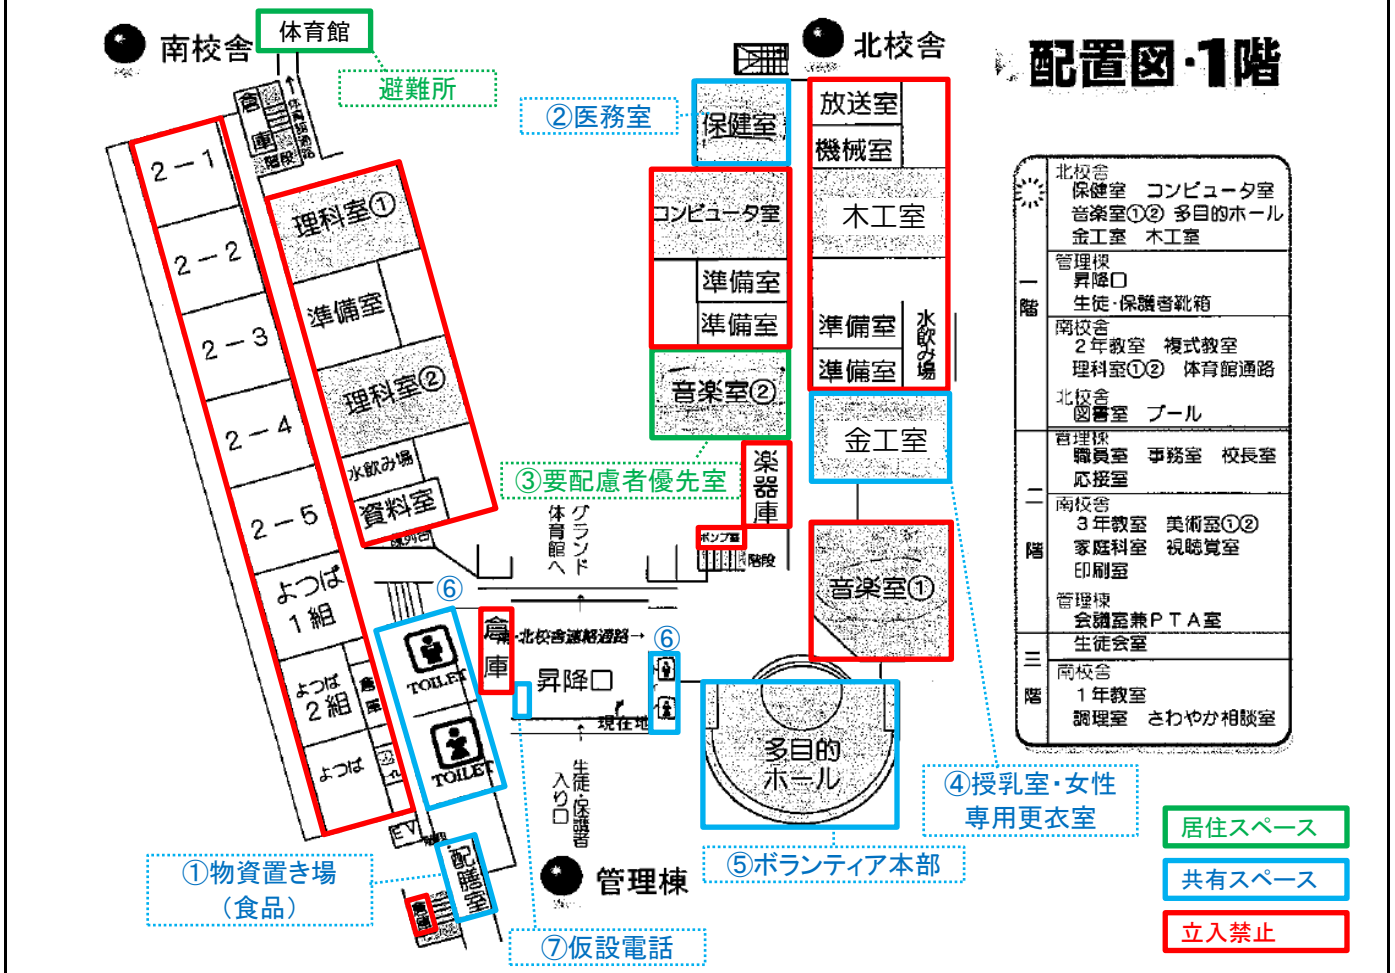 配置図・1階
南校舎
体育館
避難所
北校舎
②医務室
保健室
放送室
機械室
倉庫
階段
体育館通路
2－1
2－2
2－3
2－4
2－5
よつば
1組
よつば
2組
倉庫
よつば
理科室①
準備室
理科室②
水飲み場
資料室
コンピュータ室
準備室
準備室
音楽室②
③要配慮者優先室
楽器庫
ポンプ室
階段
木工室
準備室
準備室
水飲み場
金工室
音楽室①
グランド
体育館へ
⑥
TOILET
TOILET
倉庫
北校舎連絡通路→
⑥
昇降口
現在地
生徒・保護者
入り口
多目的
ホール
④授乳室・女性
専用更衣室
⑤ボランティア本部
EV
配膳室
倉庫
①物資置き場
（食品）
管理棟
⑦仮設電話
一階
北校舎
保健室 コンピュータ室
音楽室①② 多目的ホール
金工室 木工室
管理棟
昇降口
生徒・保護者靴箱
南校舎
2年教室 複式教室
理科室①② 体育館通路
北校舎
図書室 プール
二階
管理棟
職員室 事務室 校長室
応接室
南校舎
3年教室 美術室①②
家庭科室 視聴覚室
印刷室
管理棟
会議室兼PTA室
三階
生徒会室
南校舎
1年教室
調理室 さわやか相談室
居住スペース
共有スペース
立入禁止